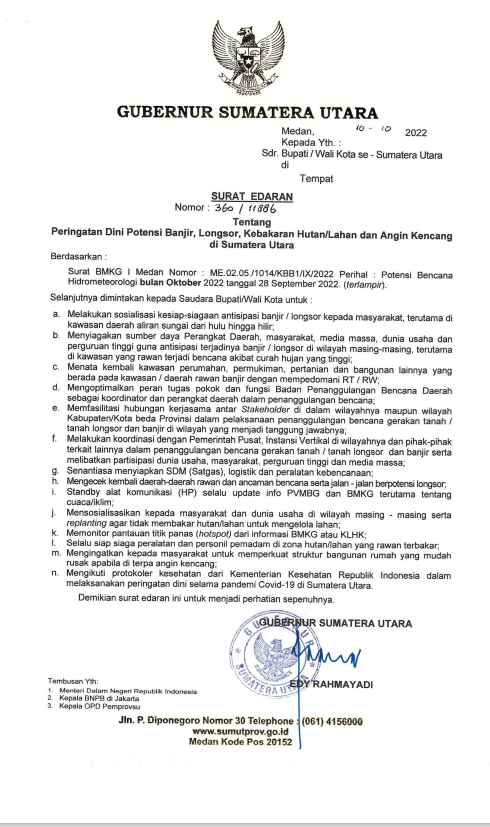 GUBERNUR SUMATERA UTARA
Medan, 10 - 10 2022
Kepada Yth. :
Sdr. Bupati / Wali Kota se - Sumatera Utara
di
Tempat
SURAT EDARAN
Nomor : 360 / 11886
Tentang
Peringatan Dini Potensi Banjir, Longsor, Kebakaran Hutan/Lahan dan Angin Kencang
di Sumatera Utara
Berdasarkan :
Surat BMKG I Medan Nomor : ME.02.05./1014/KBB1/IX/2022 Perihal : Potensi Bencana
Hidrometeorologi bulan Oktober 2022 tanggal 28 September 2022. (terlampir).
Selanjutnya dimintakan kepada Saudara Bupati/Wali Kota untuk :
a. Melakukan sosialisasi kesiap-siagaan antisipasi banjir / longsor kepada masyarakat, terutama di
kawasan daerah aliran sungai dari hulu hingga hilir;
b. Menyiagakan sumber daya Perangkat Daerah, masyarakat, media massa, dunia usaha dan
perguruan tinggi guna antisipasi terjadinya banjir / longsor di wilayah masing-masing, terutama
di kawasan yang rawan terjadi bencana akibat curah hujan yang tinggi;
c. Menata kembali kawasan perumahan, permukiman, pertanian dan bangunan lainnya yang
berada pada kawasan / daerah rawan banjir dengan mempedomani RT / RW;
d. Mengoptimalkan peran tugas pokok dan fungsi Badan Penanggulangan Bencana Daerah
sebagai koordinator dan perangkat daerah dalam penanggulangan bencana;
e. Memfasilitasi hubungan kerjasama antar Stakeholder di dalam wilayahnya maupun wilayah
Kabupaten/Kota beda Provinsi dalam pelaksanaan penanggulangan bencana gerakan tanah /
tanah longsor dan banjir di wilayah yang menjadi tanggung jawabnya;
f. Melakukan koordinasi dengan Pemerintah Pusat, Instansi Vertikal di wilayahnya dan pihak-pihak
terkait lainnya dalam penanggulangan bencana gerakan tanah / tanah longsor dan banjir serta
melibatkan partisipasi dunia usaha, masyarakat, perguruan tinggi dan media massa;
g. Senantiasa menyiapkan SDM (Satgas), logistik dan peralatan kebencanaan;
h. Mengecek kembali daerah-daerah rawan dan ancaman bencana serta jalan - jalan berpotensi longsor;
i. Standby alat komunikasi (HP) selalu update info PVMBG dan BMKG terutama tentang
cuaca/iklim;
j. Mensosialisasikan kepada masyarakat dan dunia usaha di wilayah masing - masing serta
replanting agar tidak membakar hutan/lahan untuk mengelola lahan;
k. Memonitor pantauan titik panas (hotspot) dari informasi BMKG atau KLHK;
l. Selalu siap siaga peralatan dan personil pemadam di zona hutan/lahan yang rawan terbakar;
m. Mengingatkan kepada masyarakat untuk memperkuat struktur bangunan rumah yang mudah
rusak apabila di terpa angin kencang;
n. Mengikuti protokoler kesehatan dari Kementerian Kesehatan Republik Indonesia dalam
melaksanakan peringatan dini selama pandemi Covid-19 di Sumatera Utara.
Demikian surat edaran ini untuk menjadi perhatian sepenuhnya.
GUBERNUR SUMATERA UTARA
GUBERNUR
SUMATERA UTARA
EDY RAHMAYADI
Tembusan Yth:
1. Menteri Dalam Negeri Republik Indonesia
2. Kepala BNPB di Jakarta
3. Kepala OPD Pemprovsu
Jln. P. Diponegoro Nomor 30 Telephone : (061) 4156000
www.sumutprov.go.id
Medan Kode Pos 20152